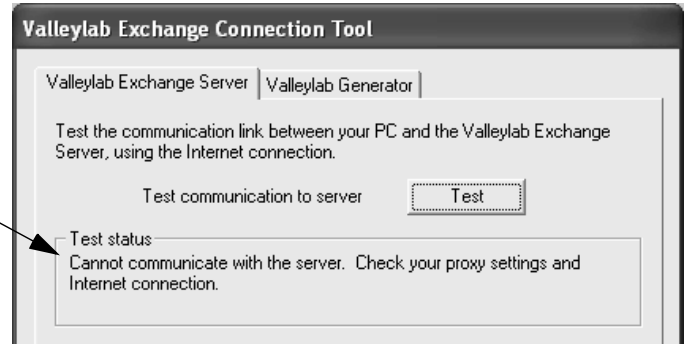 Valleylab Exchange Connection Tool
Valleylab Exchange Server
Valleylab Generator
Test the communication link between your PC and the Valleylab Exchange
Server, using the Internet connection.
Test communication to server
Test
Test status
Cannot communicate with the server.  Check your proxy settings and
Internet connection.